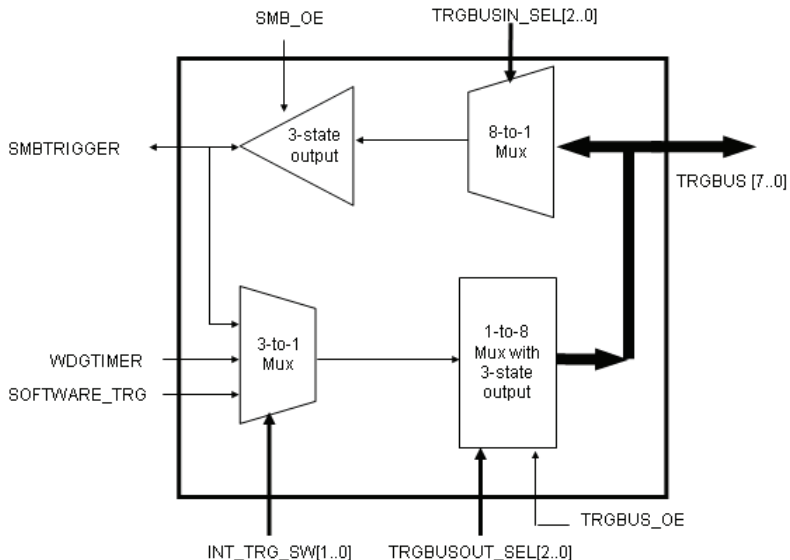 SMB_OE
TRGBUSIN_SEL[2..0]
SMBTRIGGER
3-state
output
8-to-1
Mux
TRGBUS [7..0]
WDGTIMER
SOFTWARE_TRG
3-to-1
Mux
1-to-8
Mux with
3-state
output
TRGBUS_OE
INT_TRG_SW[1..0]
TRGBUSOUT_SEL[2..0]